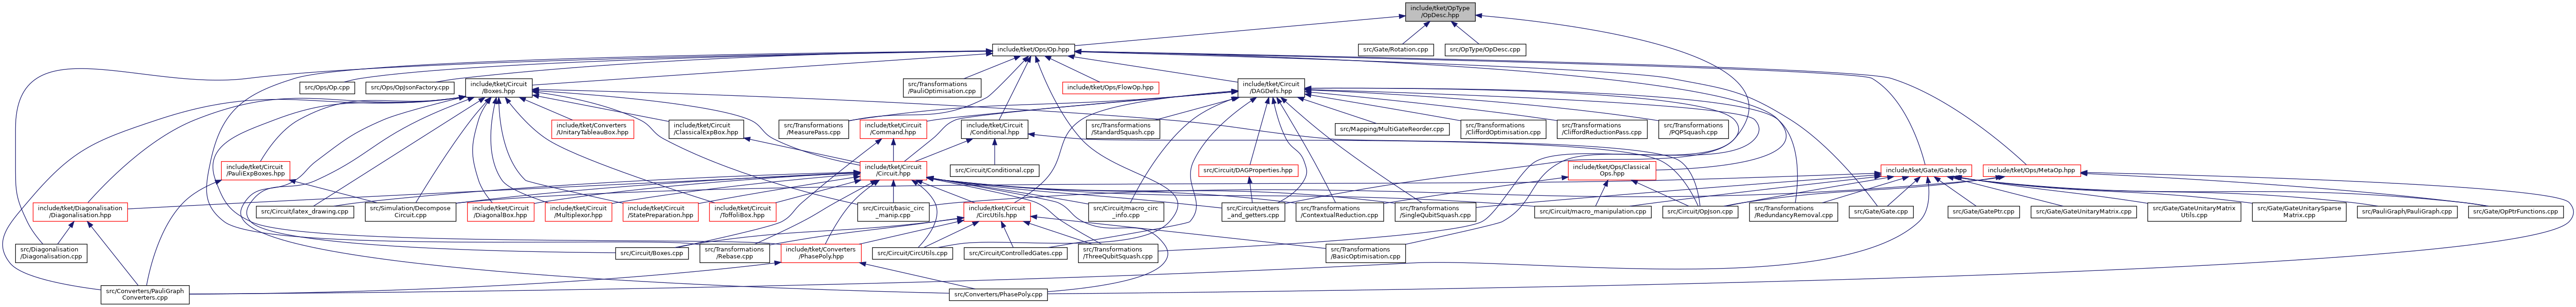 include/tket/OpType
/OpDesc.hpp
include/tket/Ops/Op.hpp
src/Gate/Rotation.cpp
src/OpType/OpDesc.cpp
src/Ops/Op.cpp
src/Ops/OpJsonFactory.cpp
include/tket/Circuit
/Boxes.hpp
src/Transformations
/PauliOptimisation.cpp
include/tket/Ops/FlowOp.hpp
include/tket/Circuit
/DAGDefs.hpp
include/tket/Converters
/UnitaryTableauBox.hpp
include/tket/Circuit
/ClassicalExpBox.hpp
src/Transformations
/MeasurePass.cpp
include/tket/Circuit
/Command.hpp
include/tket/Circuit
/Conditional.hpp
src/Transformations
/StandardSquash.cpp
src/Mapping/MultiGateReorder.cpp
src/Transformations
/CliffordOptimisation.cpp
src/Transformations
/CliffordReductionPass.cpp
src/Transformations
/PQPSquash.cpp
include/tket/Circuit
/PauliExpBoxes.hpp
include/tket/Circuit
/Circuit.hpp
src/Circuit/Conditional.cpp
src/Circuit/DAGProperties.hpp
include/tket/Ops/Classical
Ops.hpp
include/tket/Gate/Gate.hpp
include/tket/Ops/MetaOp.hpp
include/tket/Diagonalisation
/Diagonalisation.hpp
src/Circuit/latex_drawing.cpp
src/Simulation/Decompose
Circuit.cpp
include/tket/Circuit
/DiagonalBox.hpp
include/tket/Circuit
/Multiplexor.hpp
include/tket/Circuit
/StatePreparation.hpp
include/tket/Circuit
/ToffoliBox.hpp
src/Circuit/basic_circ
_manip.cpp
include/tket/Circuit
/CircUtils.hpp
src/Circuit/macro_circ
_info.cpp
src/Circuit/setters
_and_getters.cpp
src/Transformations
/ContextualReduction.cpp
src/Transformations
/SingleQubitSquash.cpp
src/Circuit/macro_manipulation.cpp
src/Circuit/OpJson.cpp
src/Transformations
/RedundancyRemoval.cpp
src/Gate/Gate.cpp
src/Gate/GatePtr.cpp
src/Gate/GateUnitaryMatrix.cpp
src/Gate/GateUnitaryMatrix
Utils.cpp
src/Gate/GateUnitarySparse
Matrix.cpp
src/PauliGraph/PauliGraph.cpp
src/Gate/OpPtrFunctions.cpp
src/Diagonalisation
/Diagonalisation.cpp
src/Circuit/Boxes.cpp
src/Transformations
/Rebase.cpp
include/tket/Converters
/PhasePoly.hpp
src/Circuit/CircUtils.cpp
src/Circuit/ControlledGates.cpp
src/Transformations
/ThreeQubitSquash.cpp
src/Transformations
/BasicOptimisation.cpp
src/Converters/PauliGraph
Converters.cpp
src/Converters/PhasePoly.cpp